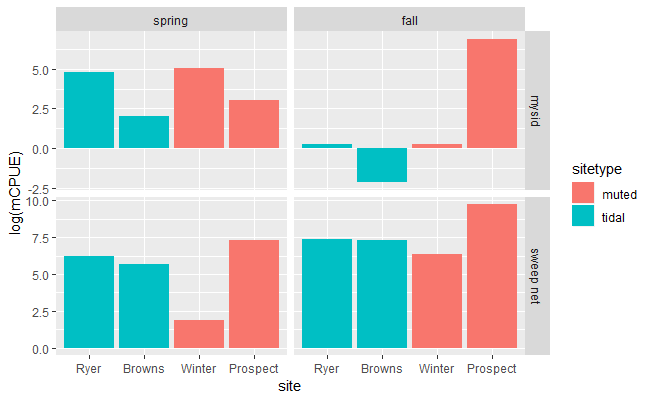 spring fall
5.0
2.5
0.0
-2.5
mysid
10.0
7.5
5.0
2.5
0.0
sweep net
log(mCPUE)
Ryer Browns Winter Prospect Ryer Browns Winter Prospect
site
sitetype
muted
tidal